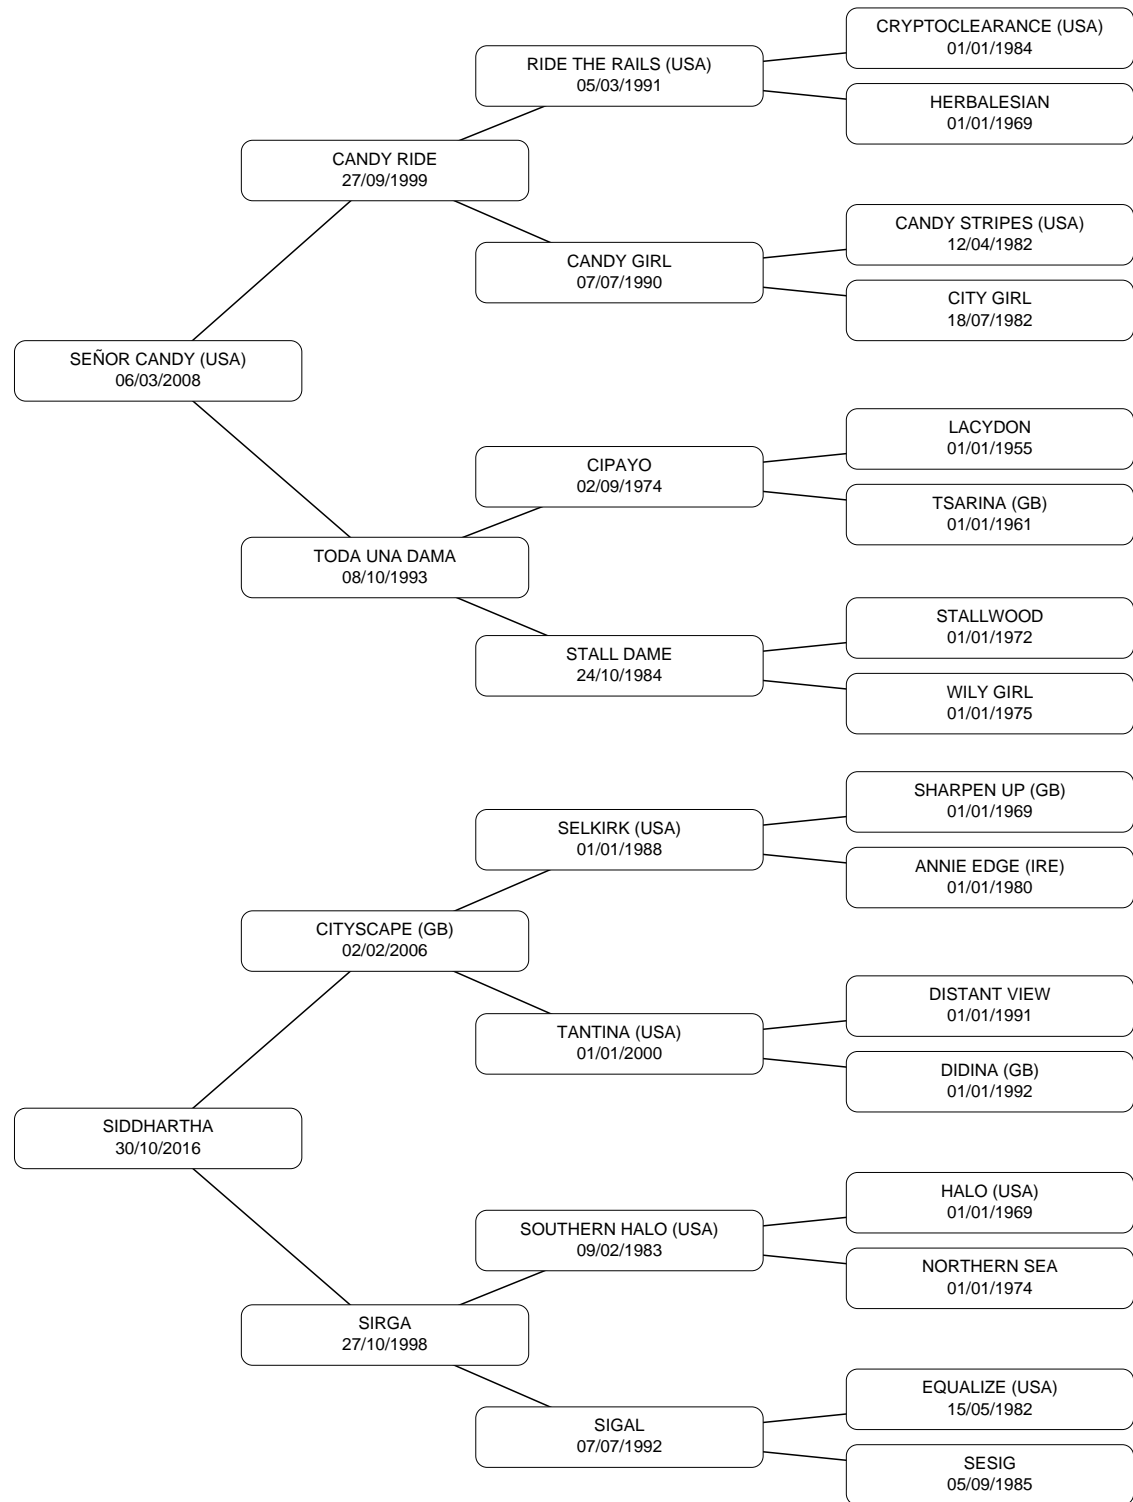 CRYPTOCLEARANCE (USA)
01/01/1984
RIDE THE RAILS (USA)
05/03/1991
HERBALESIAN
01/01/1969
CANDY RIDE
27/09/1999
CANDY STRIPES (USA)
12/04/1982
CANDY GIRL
07/07/1990
CITY GIRL
18/07/1982
SEÑOR CANDY (USA)
06/03/2008
LACYDON
01/01/1955
CIPAYO
02/09/1974
TSARINA (GB)
01/01/1961
TODA UNA DAMA
08/10/1993
STALLWOOD
01/01/1972
STALL DAME
24/10/1984
WILY GIRL
01/01/1975
SHARPEN UP (GB)
01/01/1969
SELKIRK (USA)
01/01/1988
ANNIE EDGE (IRE)
01/01/1980
CITYSCAPE (GB)
02/02/2006
DISTANT VIEW
01/01/1991
TANTINA (USA)
01/01/2000
DIDINA (GB)
01/01/1992
SIDDHARTHA
30/10/2016
HALO (USA)
01/01/1969
SOUTHERN HALO (USA)
09/02/1983
NORTHERN SEA
01/01/1974
SIRGA
27/10/1998
EQUALIZE (USA)
15/05/1982
SIGAL
07/07/1992
SESIG
05/09/1985